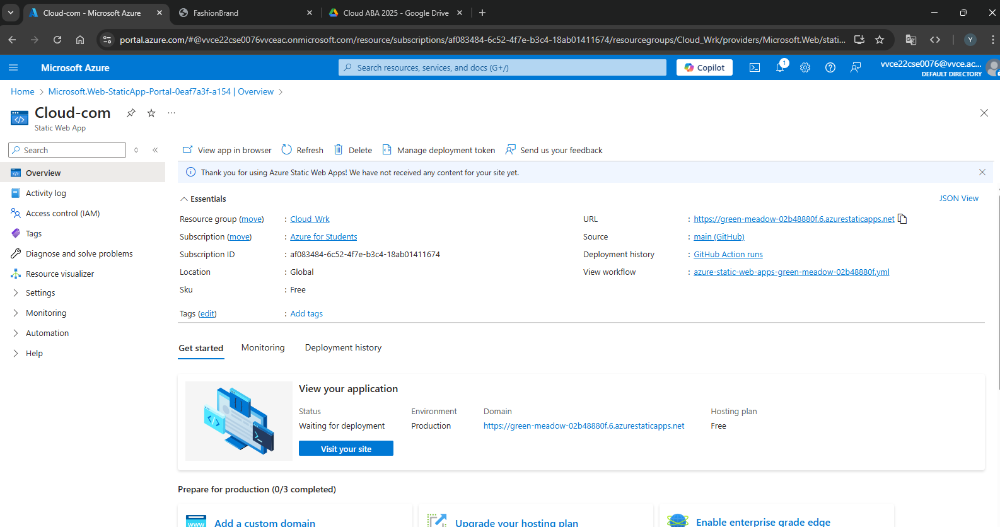 Cloud-com - Microsoft Azure
FashionBrand
Cloud ABA 2025 - Google Drive
portal.azure.com/#@vvce22cse0076vvceac.onmicrosoft.com/resource/subscriptions/af083484-6c52-4f7e-b3c4-18ab01411674/resourcegroups/Cloud_Wrk/providers/Microsoft.Web/stati...
Y
Microsoft Azure
Search resources, services, and docs (G+/)
Copilot
1
vvce22cse0076@vvce.ac...
DEFAULT DIRECTORY
Home > Microsoft.Web-StaticApp-Portal-0eaf7a3f-a154 | Overview >
Cloud-com
Static Web App
Search
Overview
Activity log
Access control (IAM)
Tags
Diagnose and solve problems
Resource visualizer
Settings
Monitoring
Automation
Help
View app in browser
Refresh
Delete
Manage deployment token
Send us your feedback
Thank you for using Azure Static Web Apps! We have not received any content for your site yet.
Essentials
JSON View
Resource group (move) : Cloud_Wrk
Subscription (move) : Azure for Students
Subscription ID : af083484-6c52-4f7e-b3c4-18ab01411674
Location : Global
Sku : Free
Tags (edit) : Add tags
URL : https://green-meadow-02b48880f.6.azurestaticapps.net
Source : main (GitHub)
Deployment history : GitHub Action runs
View workflow : azure-static-web-apps-green-meadow-02b48880f.yml
Get started
Monitoring
Deployment history
View your application
Status
Waiting for deployment
Environment
Production
Domain
https://green-meadow-02b48880f.6.azurestaticapps.net
Hosting plan
Free
Visit your site
Prepare for production (0/3 completed)
www
Add a custom domain
Upgrade your hosting plan
Enable enterprise grade edge